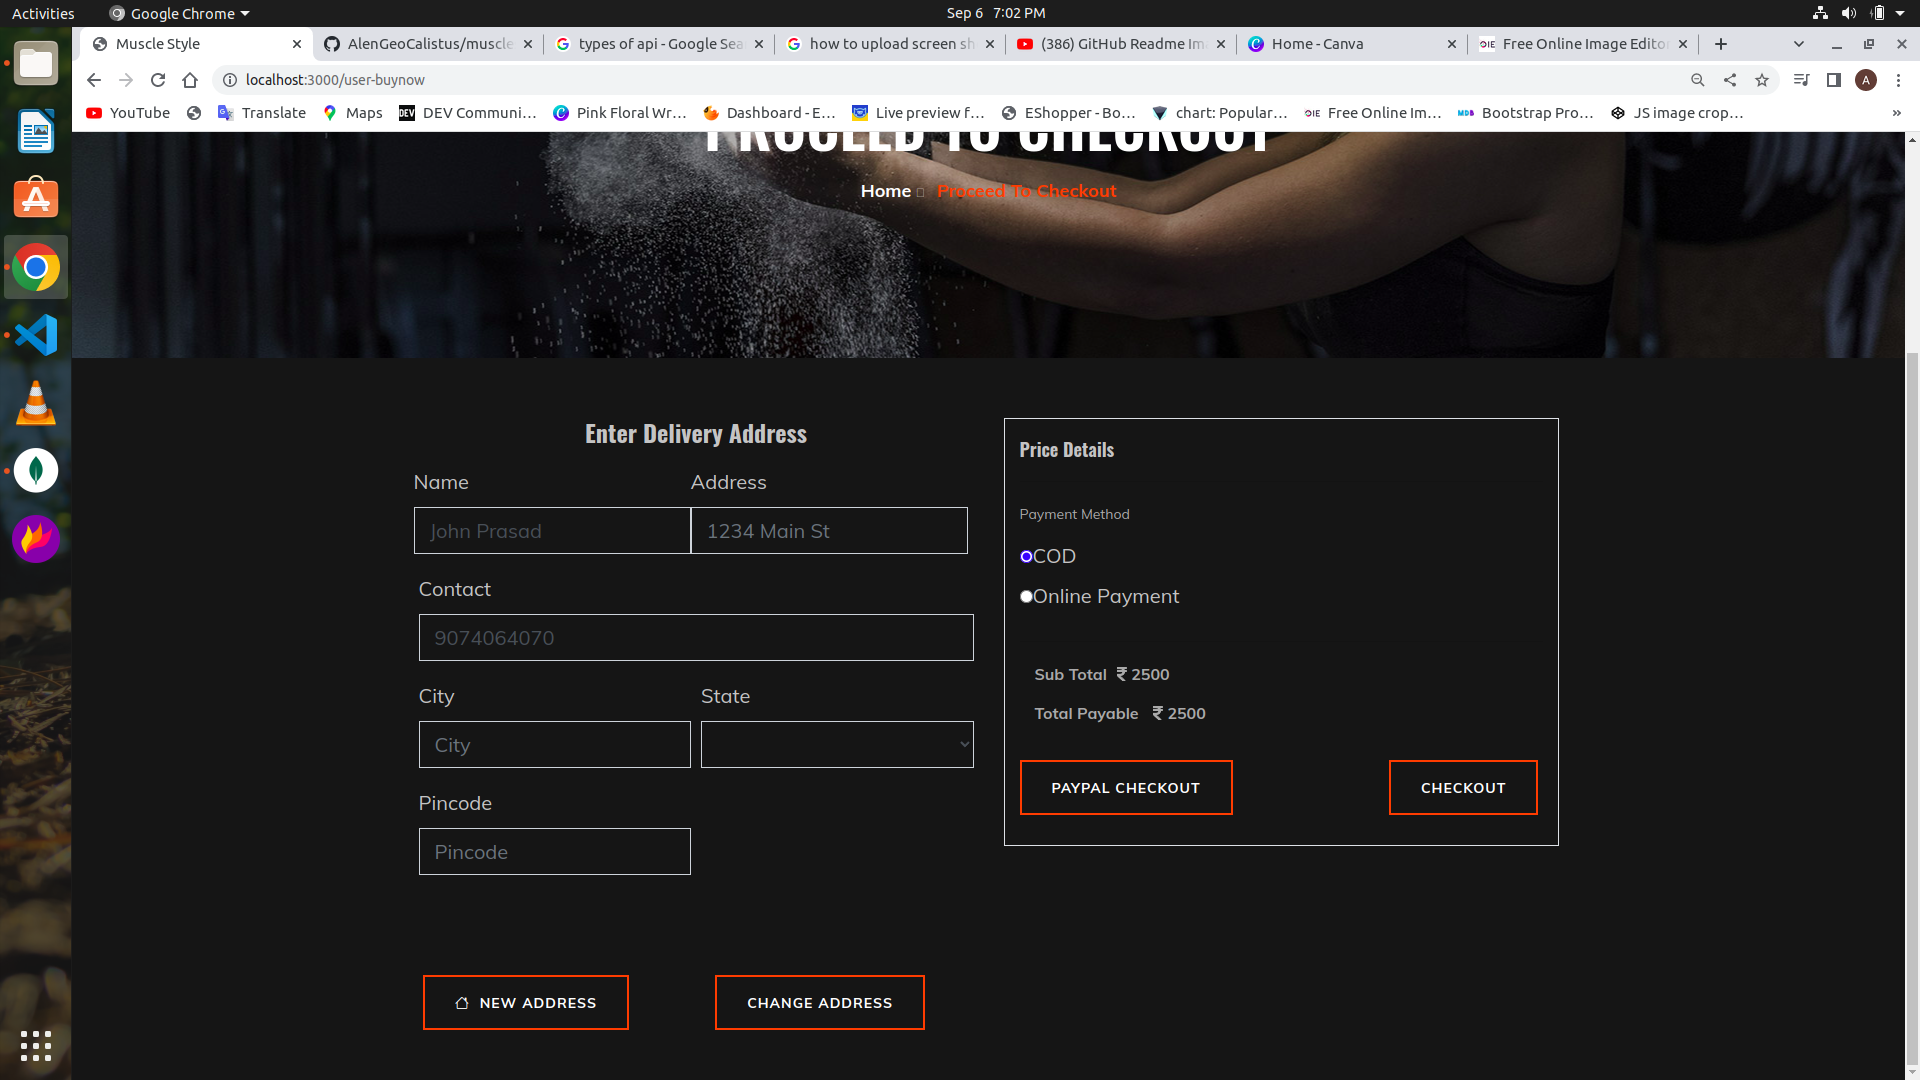 Activities
Google Chrome
Sep 6 7:02 PM
Muscle Style
AlenGeoCalistus/muscle
types of api - Google Sea
how to upload screen sh
(386) GitHub Readme Im
Home - Canva
Free Online Image Editor
localhost:3000/user-buynow
A
YouTube
Translate
Maps
DEV Communi...
Pink Floral Wr...
Dashboard - E...
Live preview f...
EShopper - Bo...
chart: Popular...
Free Online Im...
Bootstrap Pro...
JS image crop...
»
PROCEED TO CHECKOUT
Home Proceed To Checkout
Enter Delivery Address
Name
Address
John Prasad
1234 Main St
Contact
9074064070
City
State
City
Pincode
Pincode
NEW ADDRESS
CHANGE ADDRESS
Price Details
Payment Method
COD
Online Payment
Sub Total ₹ 2500
Total Payable ₹ 2500
PAYPAL CHECKOUT
CHECKOUT